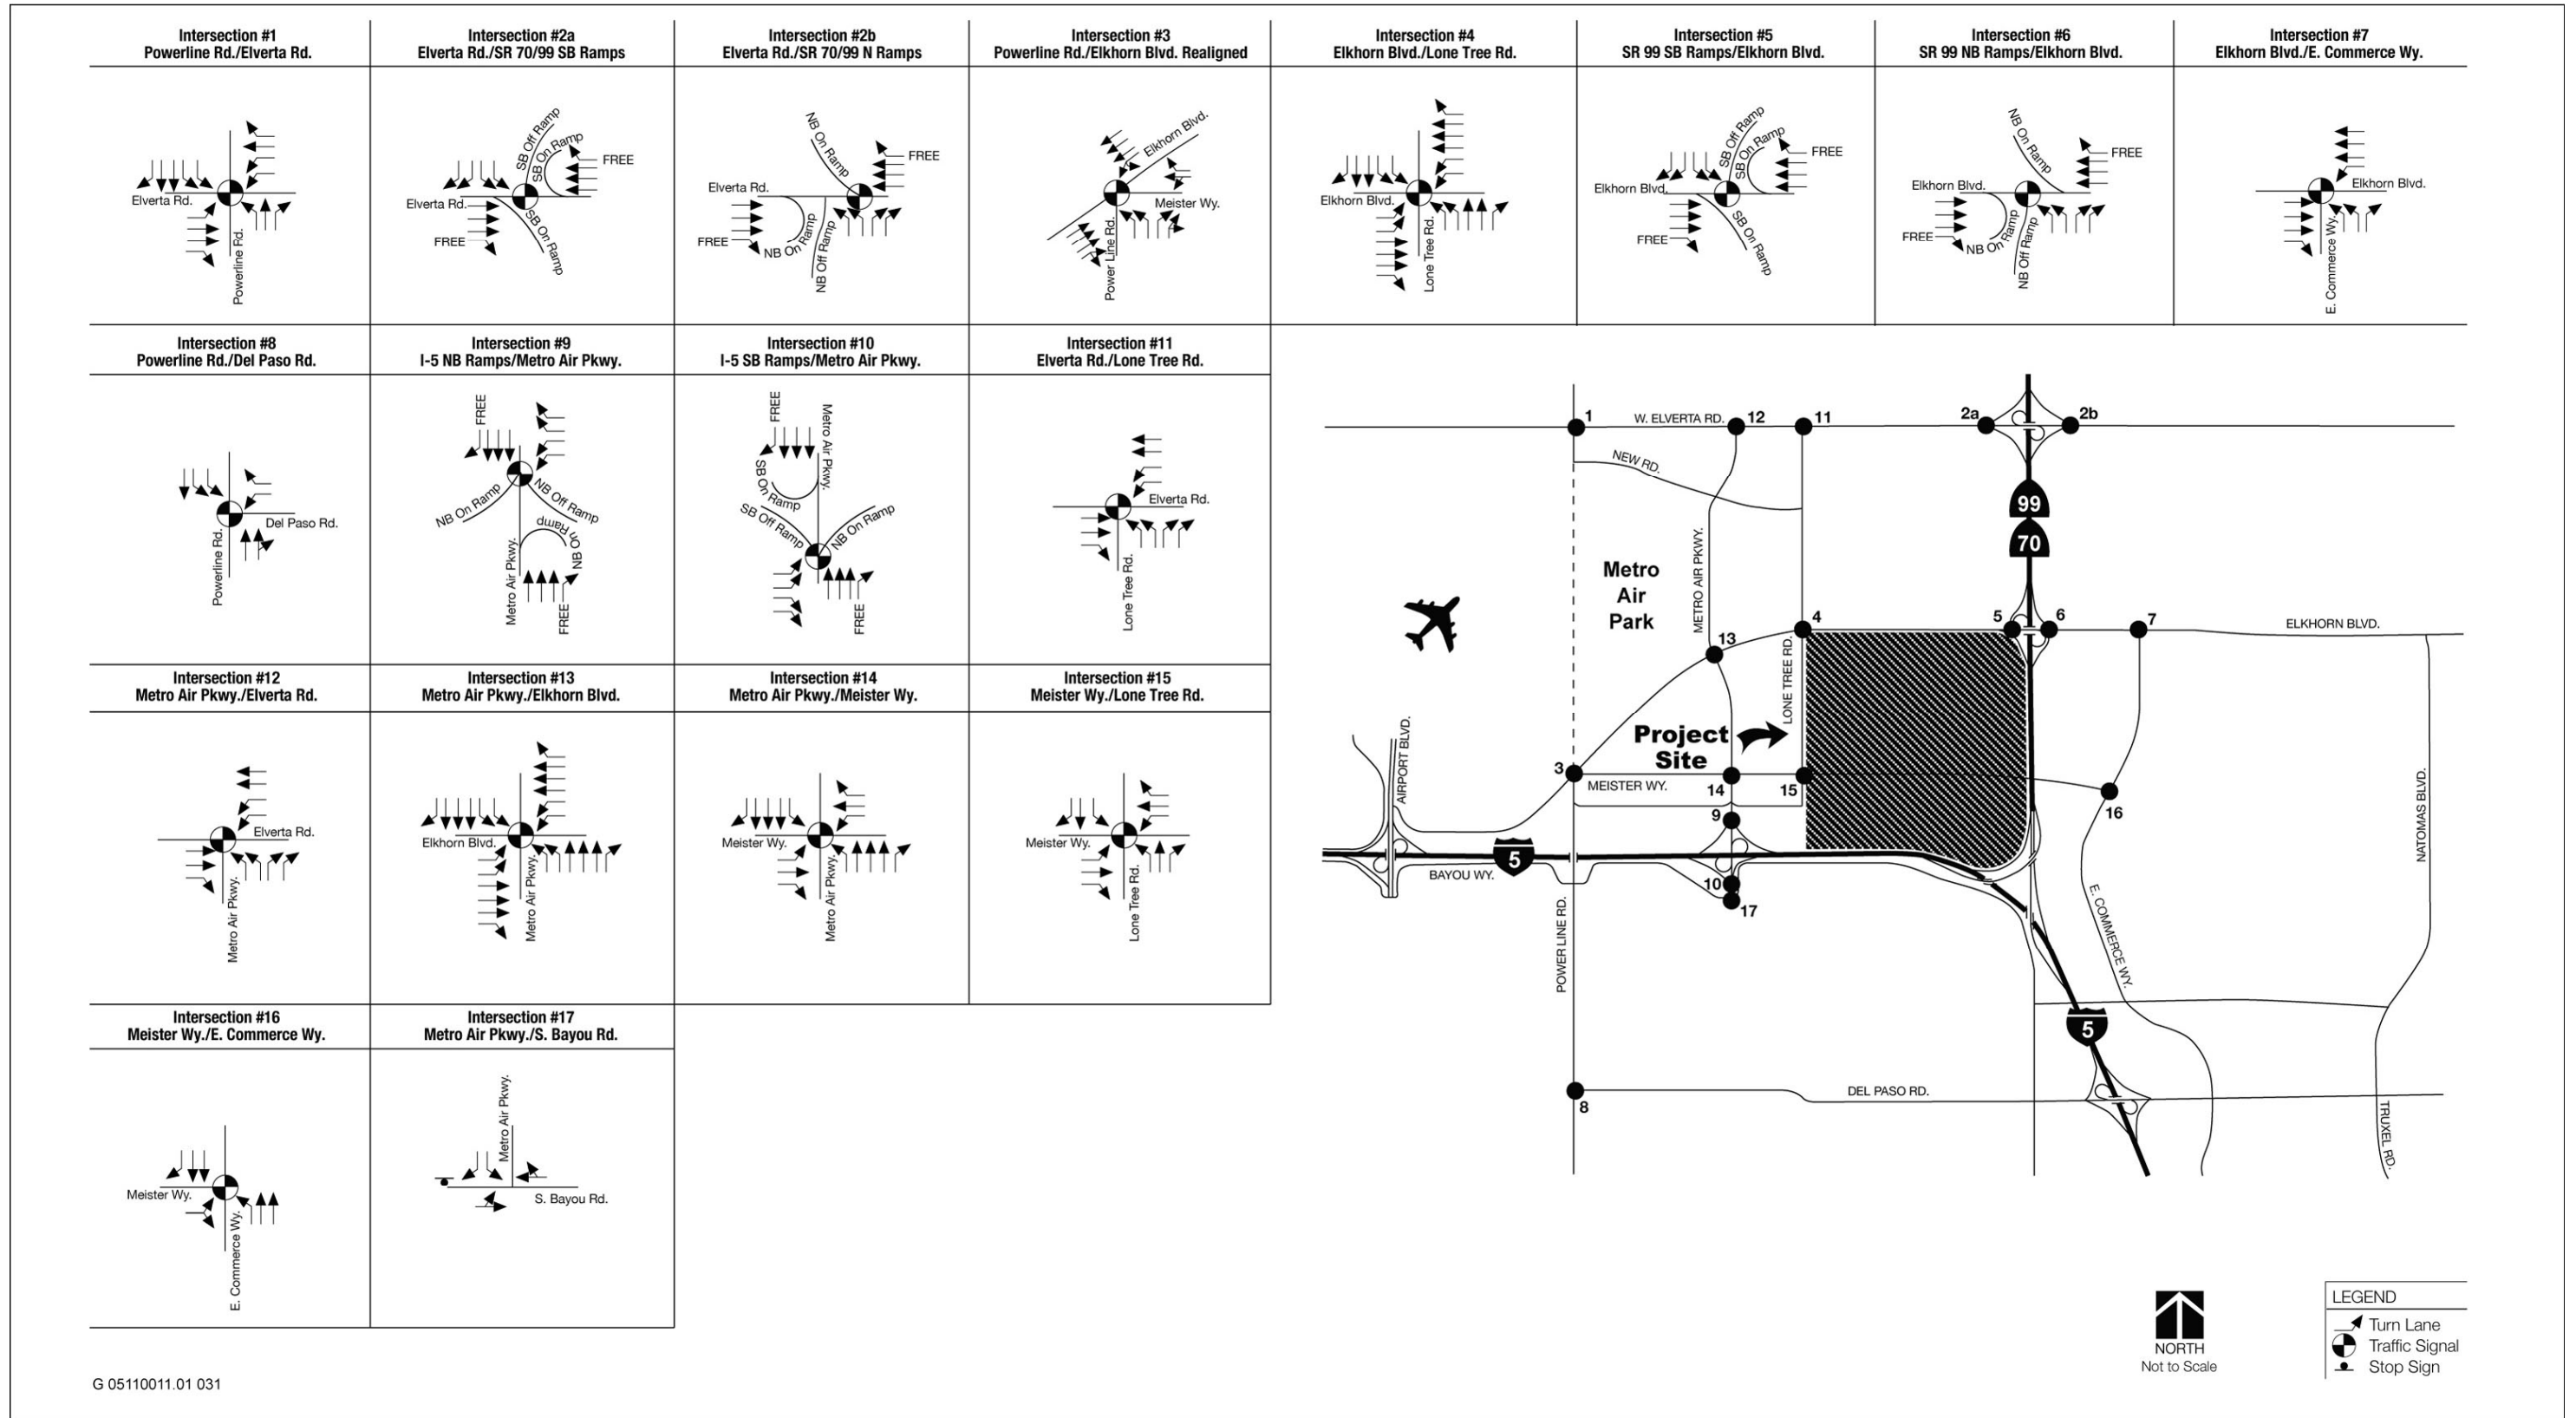 Intersection #1
Powerline Rd./Elverta Rd.
Elverta Rd.
Powerline Rd.
Intersection #2a
Elverta Rd./SR 70/99 SB Ramps
SB Off Ramp
SB On Ramp
FREE
Elverta Rd.
FREE
SB On Ramp
Intersection #2b
Elverta Rd./SR 70/99 N Ramps
NB On Ramp
FREE
Elverta Rd.
FREE
NB On Ramp
NB Off Ramp
Intersection #3
Powerline Rd./Elkhorn Blvd. Realigned
Elkhorn Blvd.
Meister Wy.
Power Line Rd.
Intersection #4
Elkhorn Blvd./Lone Tree Rd.
Elkhorn Blvd.
Lone Tree Rd.
Intersection #5
SR 99 SB Ramps/Elkhorn Blvd.
SB Off Ramp
SB On Ramp
FREE
Elkhorn Blvd.
FREE
SB On Ramp
Intersection #6
SR 99 NB Ramps/Elkhorn Blvd.
NB On Ramp
FREE
Elkhorn Blvd.
FREE
NB On Ramp
NB Off Ramp
Intersection #7
Elkhorn Blvd./E. Commerce Wy.
Elkhorn Blvd.
E. Commerce Wy.
Intersection #8
Powerline Rd./Del Paso Rd.
Del Paso Rd.
Powerline Rd.
Intersection #9
I-5 NB Ramps/Metro Air Pkwy.
FREE
NB On Ramp
NB Off Ramp
NB On Ramp
Metro Air Pkwy.
FREE
Intersection #10
I-5 SB Ramps/Metro Air Pkwy.
FREE
Metro Air Pkwy.
SB On Ramp
SB Off Ramp
NB On Ramp
FREE
Intersection #11
Elverta Rd./Lone Tree Rd.
Elverta Rd.
Lone Tree Rd.
Intersection #12
Metro Air Pkwy./Elverta Rd.
Elverta Rd.
Metro Air Pkwy.
Intersection #13
Metro Air Pkwy./Elkhorn Blvd.
Elkhorn Blvd.
Metro Air Pkwy.
Intersection #14
Metro Air Pkwy./Meister Wy.
Meister Wy.
Metro Air Pkwy.
Intersection #15
Meister Wy./Lone Tree Rd.
Meister Wy.
Lone Tree Rd.
Intersection #16
Meister Wy./E. Commerce Wy.
Meister Wy.
E. Commerce Wy.
Intersection #17
Metro Air Pkwy./S. Bayou Rd.
Metro Air Pkwy.
S. Bayou Rd.
1
W. ELVERTA RD.
12
11
2a
2b
NEW RD.
99
70
METRO AIR PKWY.
Metro
Air
Park
4
5
6
7
ELKHORN BLVD.
13
LONE TREE RD.
Project
Site
AIRPORT BLVD.
3
MEISTER WY.
14
15
16
NATOMAS BLVD.
9
5
BAYOU WY.
10
17
POWER LINE RD.
E. COMMERCE WY.
5
8
DEL PASO RD.
TRUXEL RD.
NORTH
Not to Scale
LEGEND
Turn Lane
Traffic Signal
Stop Sign
G 05110011.01 031